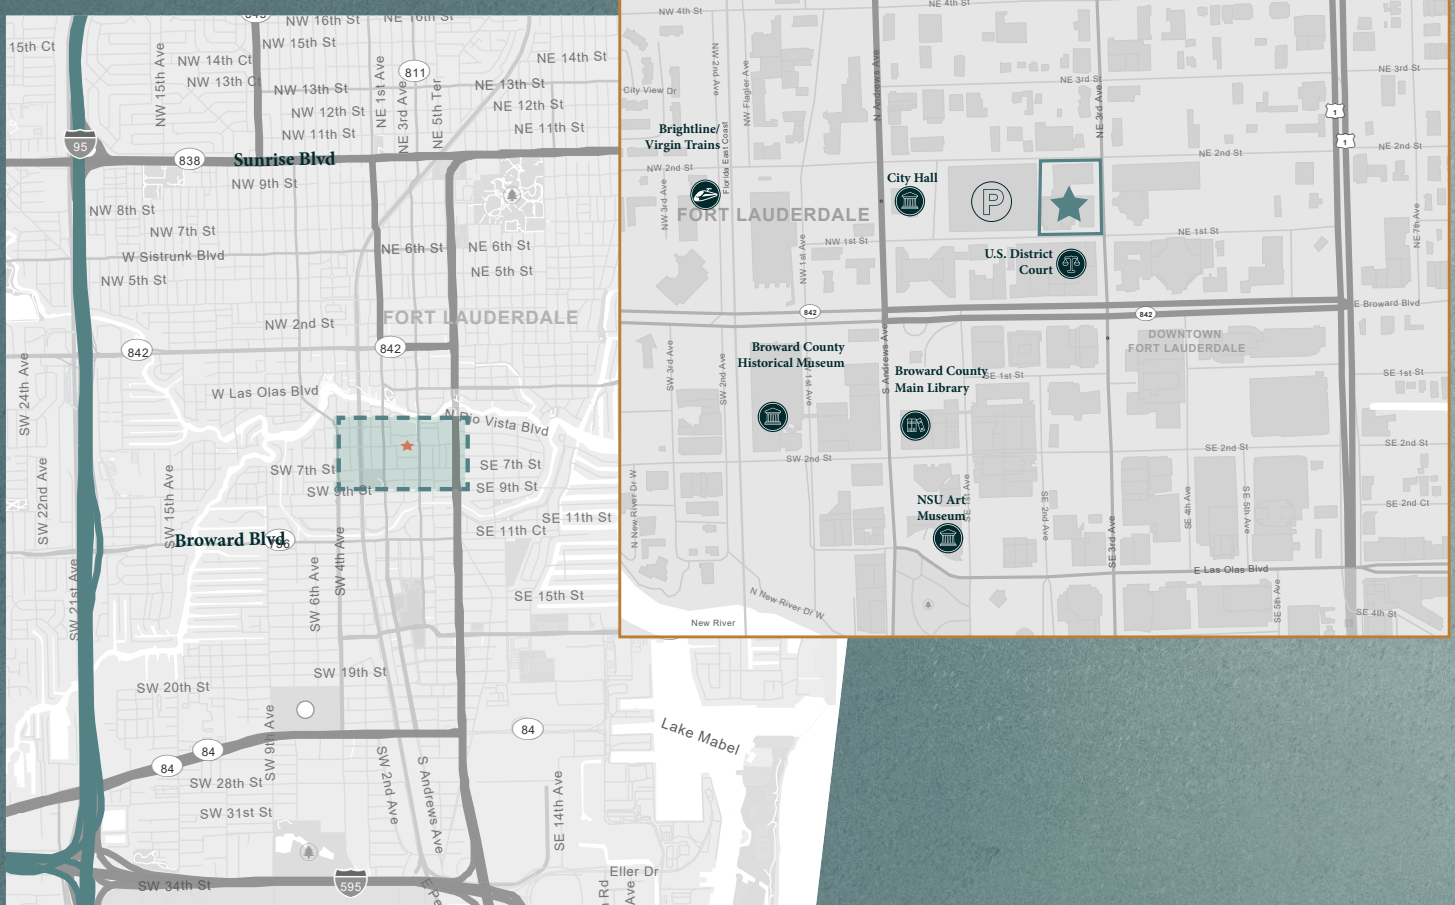 15th Ct
NW 15th Ave
NW 16th St
NE 16th St
NW 15th St
NW 14th Ct
NW 13th Ct
NW 13th St
NW 12th St
NW 11th St
NE 1st Ave
811
NE 3rd Ave
NE 5th Ter
NE 14th St
NE 13th St
NE 12th St
NE 11th St
95
838
Sunrise Blvd
NW 9th St
NW 8th St
NW 7th St
W Sistrunk Blvd
NW 5th St
NE 6th St
NE 6th St
NE 5th St
FORT LAUDERDALE
NW 2nd St
842
842
SW 24th Ave
W Las Olas Blvd
N Rio Vista Blvd
SW 7th St
SE 7th St
SW 9th St
SE 9th St
SW 22nd Ave
SW 15th Ave
SE 11th St
SE 11th Ct
Broward Blvd
SW 4th Ave
SW 6th Ave
SW 21st Ave
SE 15th St
SW 19th St
SW 20th St
SW 9th Ave
84
84
84
Lake Mabel
SW 28th St
SW 31st St
SW 2nd Ave
S Andrews Ave
SE 14th Ave
SW 34th St
595
Eller Dr
NW 4th St
NE 4th St
NW 2nd Ave
NW Flagler Ave
N Andrews Ave
City View Dr
NE 3rd St
NE 3rd Ave
NE 3rd St
1
1
Brightline/
Virgin Trains
Florida East Coast
NW 2nd St
NE 2nd St
NE 2nd St
NW 3rd Ave
City Hall
P
FORT LAUDERDALE
NW 1st Ave
NW 1st St
NE 1st St
NE 7th Ave
U.S. District
Court
842
842
E Broward Blvd
DOWNTOWN
FORT LAUDERDALE
SW 3rd Ave
SW 2nd Ave
Broward County
Historical Museum
S Andrews Ave
Broward County
Main Library
SE 1st St
SE 1st St
SW 2nd St
SE 2nd St
SE 2nd St
N New River Dr W
NSU Art
Museum
SE 1st Ave
SE 2nd Ave
SE 3rd Ave
SE 4th Ave
SE 5th Ave
SE 2nd Ct
E Las Olas Blvd
N New River Dr W
SE 5th Ave
SE 4th St
New River